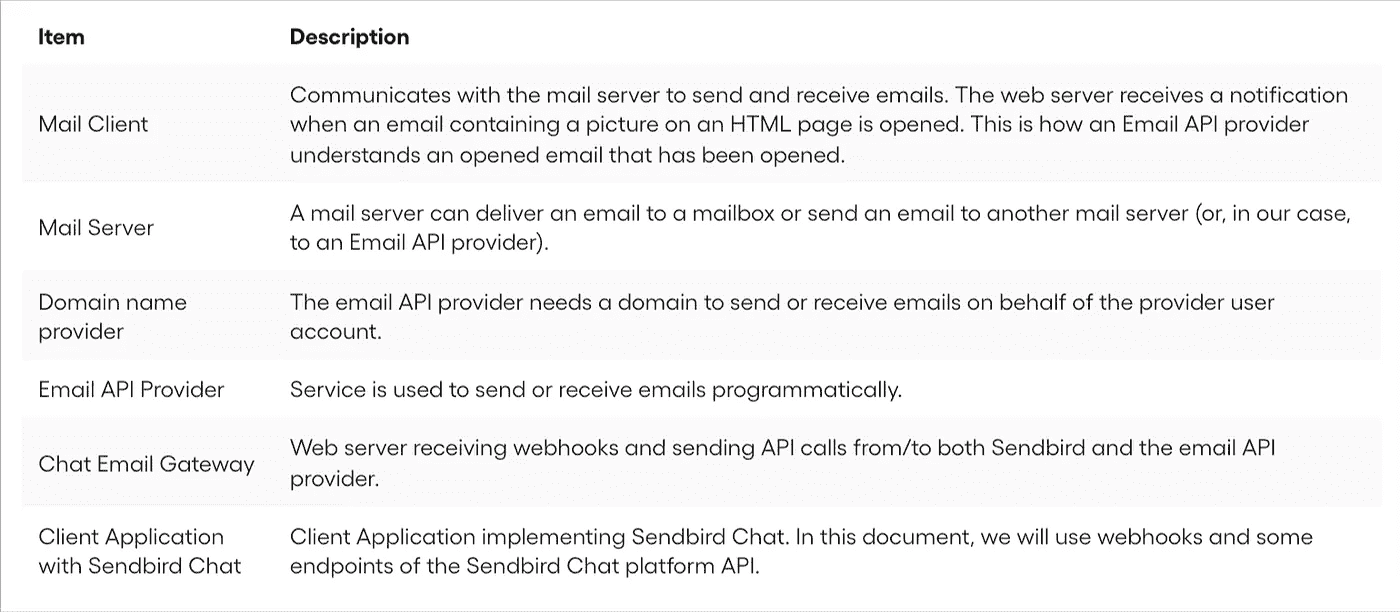 Item Description
Communicates with the mail server to send and receive emails. The web server receives a notification
Mail Client when an email containing a picture on an HTML page is opened. This is how an Email API provider
understands an opened email that has been opened.
Mail Server
A mail server can deliver an email to a mailbox or send an email to another mail server (or, in our case,
to an Email API provider).
Domain name
provider
The email API provider needs a domain to send or receive emails on behalf of the provider user
account.
Email API Provider Service is used to send or receive emails programmatically.
Chat Email Gateway
Web server receiving webhooks and sending API calls from/to both Sendbird and the email API
provider.
Client Application
with Sendbird Chat
Client Application implementing Sendbird Chat. In this document, we will use webhooks and some
endpoints of the Sendbird Chat platform API.